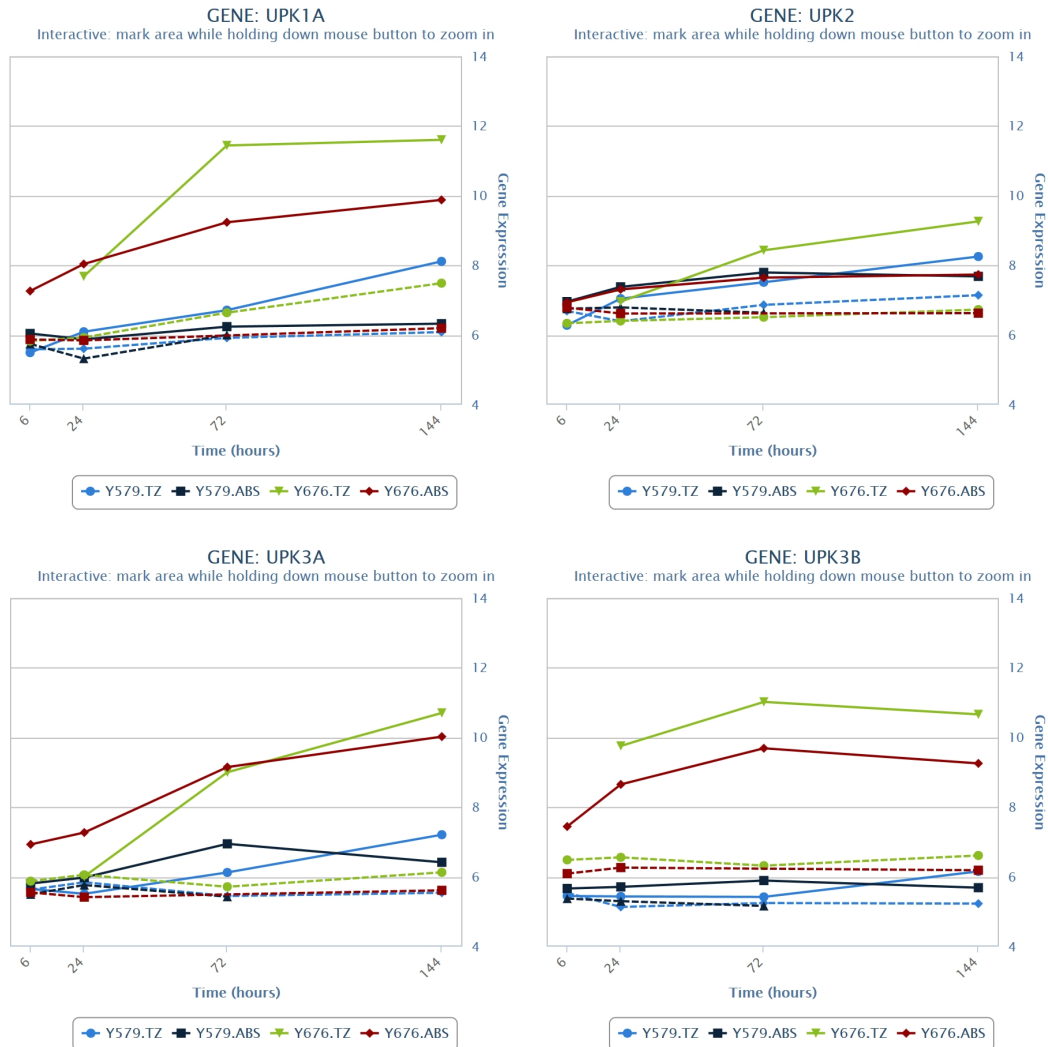 GENE: UPK1A
Interactive: mark area while holding down mouse button to zoom in
14
12
10
8
6
4
Gene Expression
6
24
72
144
Time (hours)
Y579.TZ Y579.ABS Y676.TZ Y676.ABS
GENE: UPK2
Interactive: mark area while holding down mouse button to zoom in
14
12
10
8
6
4
Gene Expression
6
24
72
144
Time (hours)
Y579.TZ Y579.ABS Y676.TZ Y676.ABS
GENE: UPK3A
Interactive: mark area while holding down mouse button to zoom in
14
12
10
8
6
4
Gene Expression
6
24
72
144
Time (hours)
Y579.TZ Y579.ABS Y676.TZ Y676.ABS
GENE: UPK3B
Interactive: mark area while holding down mouse button to zoom in
14
12
10
8
6
4
Gene Expression
6
24
72
144
Time (hours)
Y579.TZ Y579.ABS Y676.TZ Y676.ABS